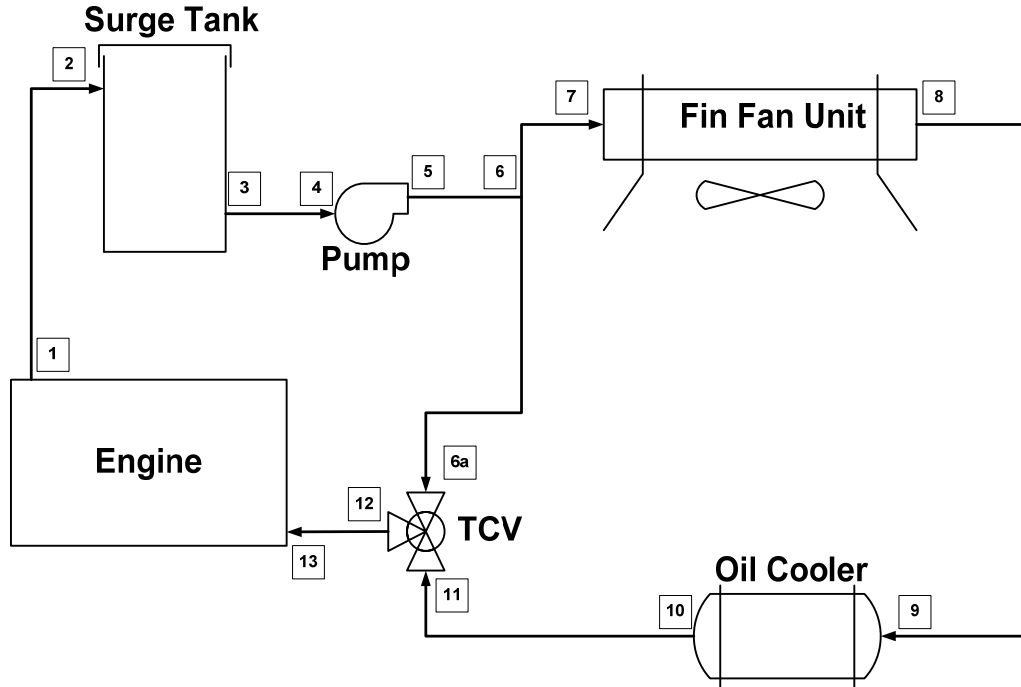 Surge Tank
2
7
Fin Fan Unit
8
3
4
5
6
Pump
1
Engine
6a
12
TCV
13
11
Oil Cooler
10
9